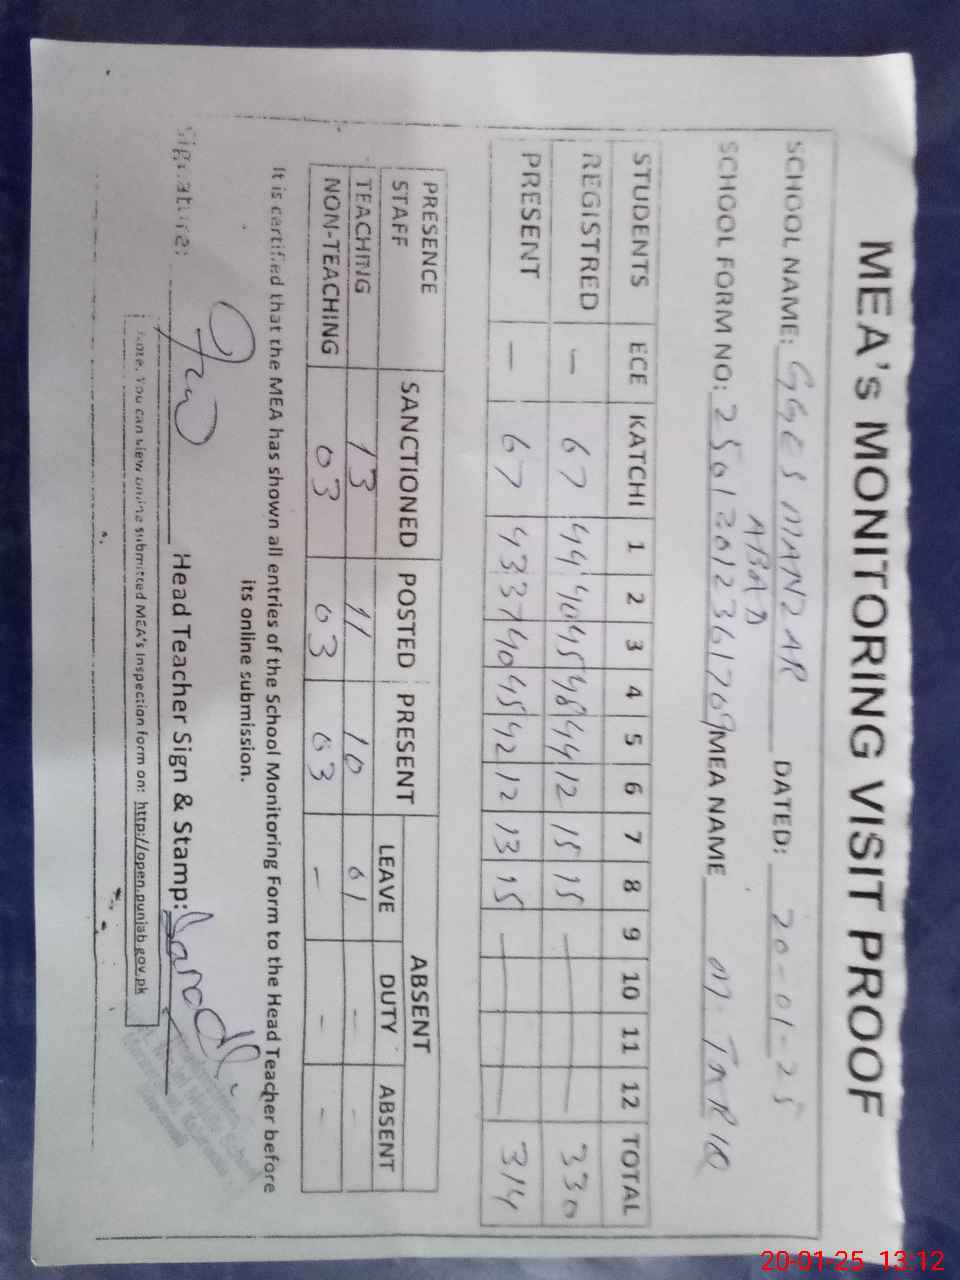 MEA's MONITORING VISIT PROOF
SCHOOL NAME: GGES MANZAR DATED: 20-01-25
ABAD
SCHOOL FORM NO: MEA NAME M. TARIQ
STUDENTS ECE KATCHI 1 2 3 4 5 6 7 8 9 10 11 12 TOTAL
REGISTRED — 67 44 40 45 48 44 12 15 15 — 330
PRESENT — 67 43 37 40 45 42 12 13 15 — 314
PRESENCE SANCTIONED POSTED PRESENT ABSENT
STAFF LEAVE DUTY ABSENT
TEACHING 13 11 10 01 - -
NON-TEACHING 03 03 03 - - -
It is certified that the MEA has shown all entries of the School Monitoring Form to the Head Teacher before
its online submission.
Signature: Head Teacher Sign & Stamp:
Note. You can view online submitted MEA's Inspection form on: http://open.punjab.gov.pk
20-01-25 13:12